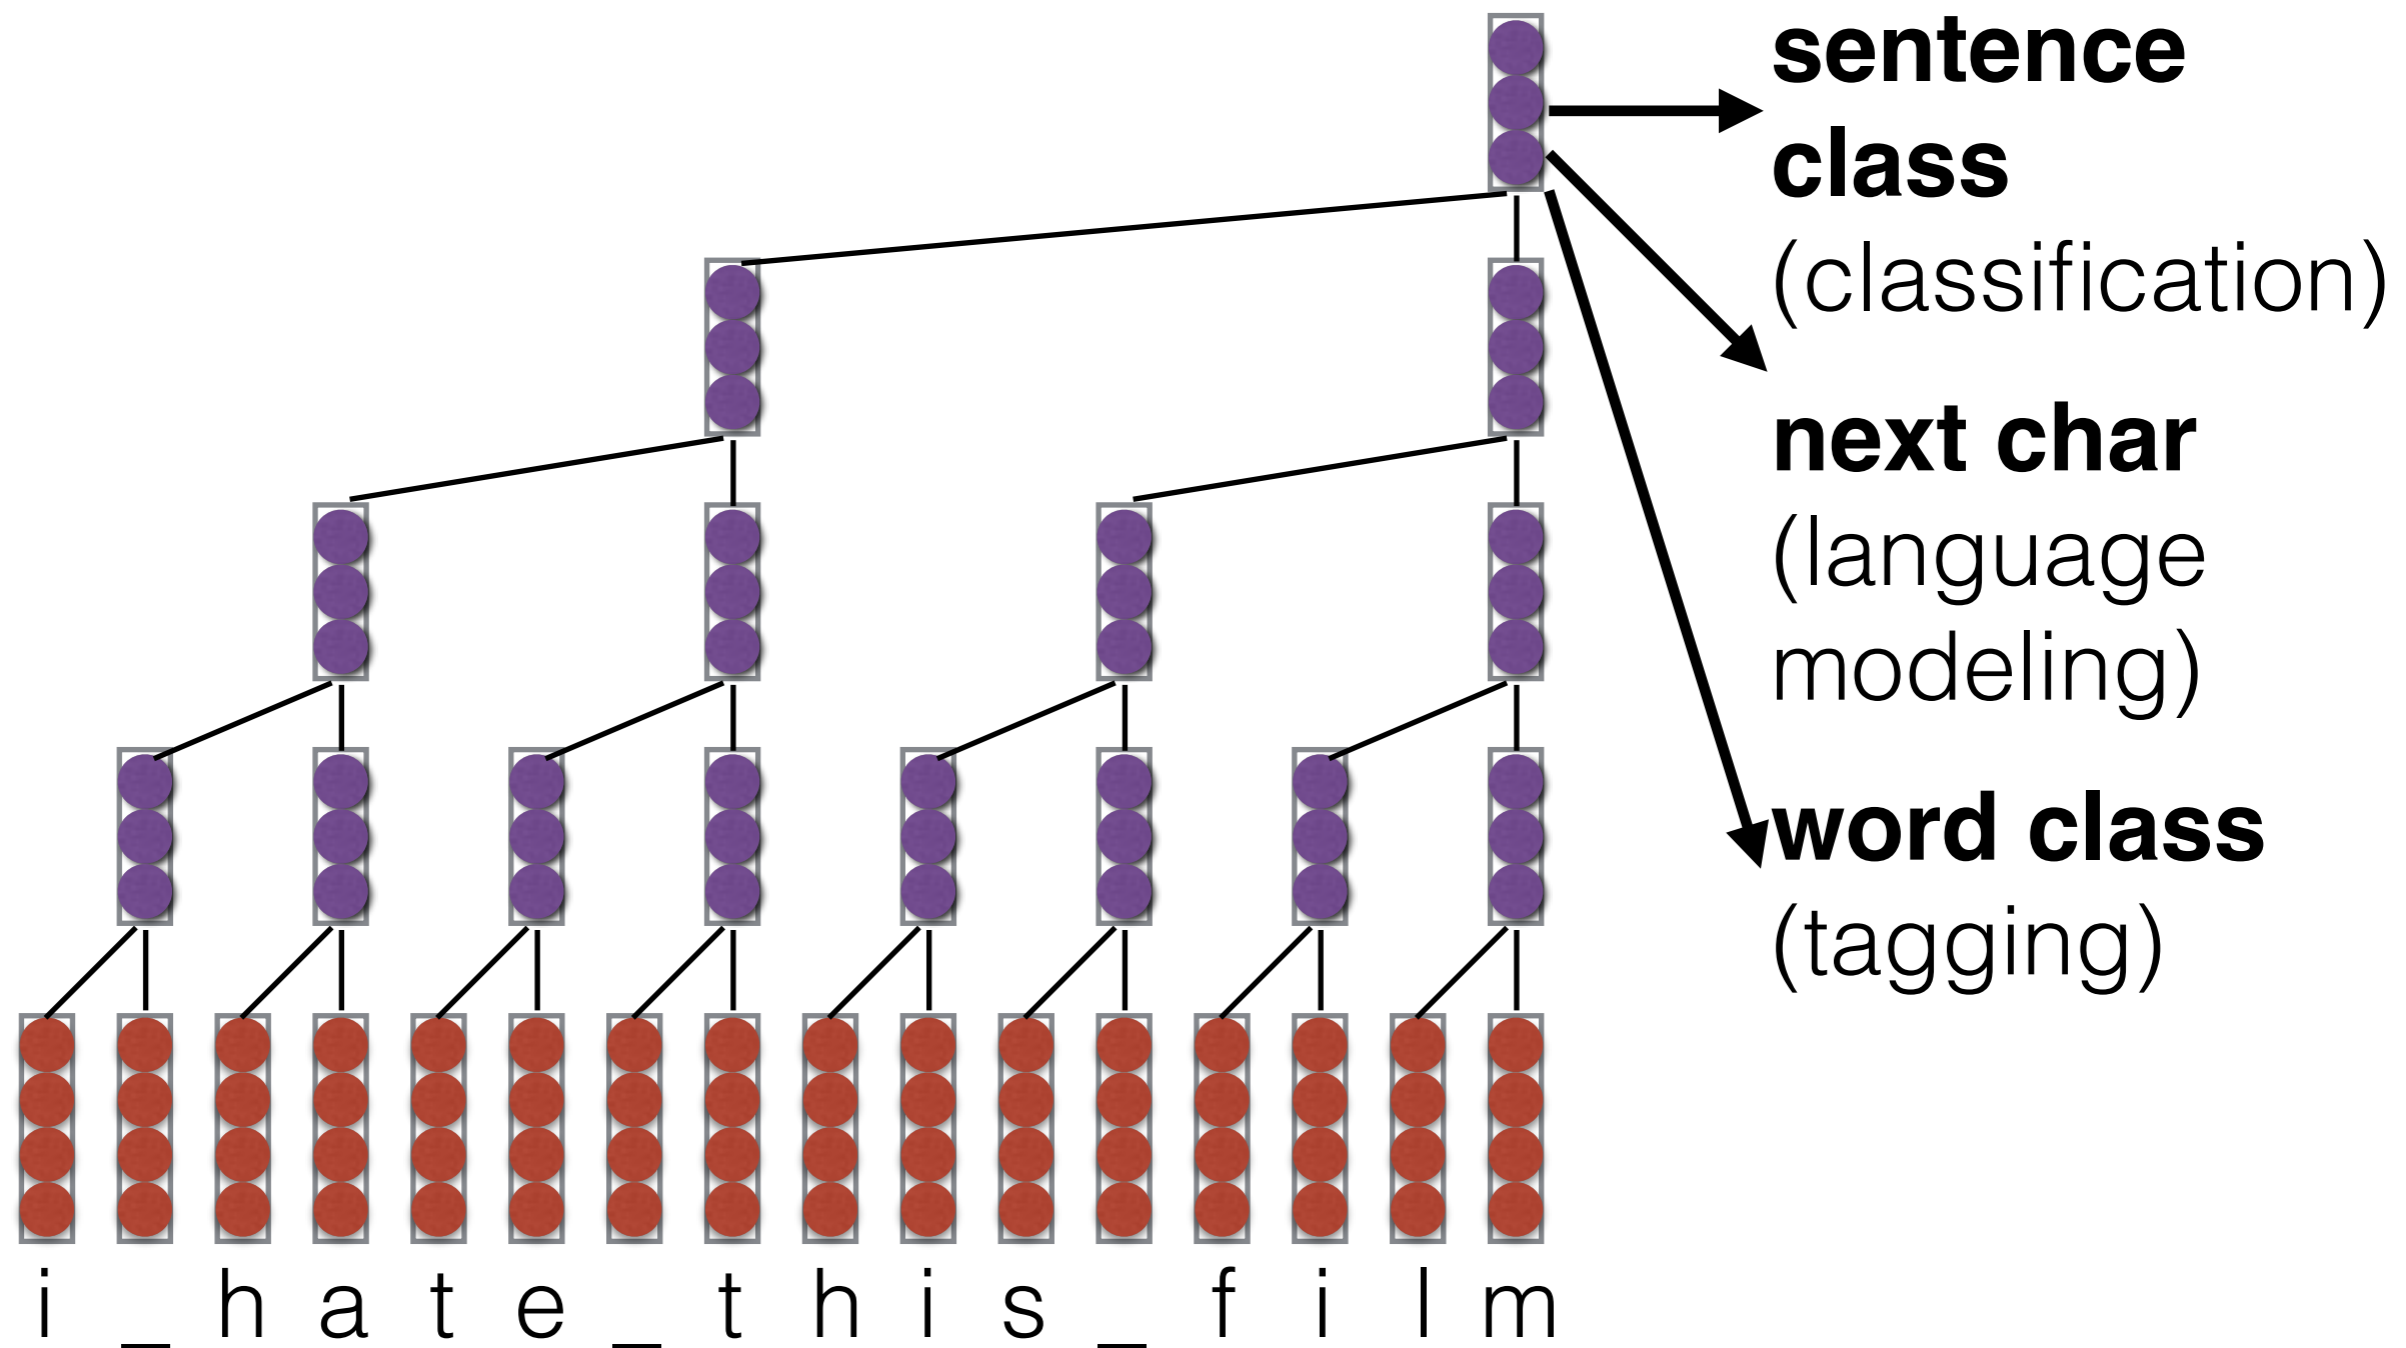 sentence
class
(classification)
next char
(language
modeling)
word class
(tagging)
i _ h a t e _ t h i s _ f i l m